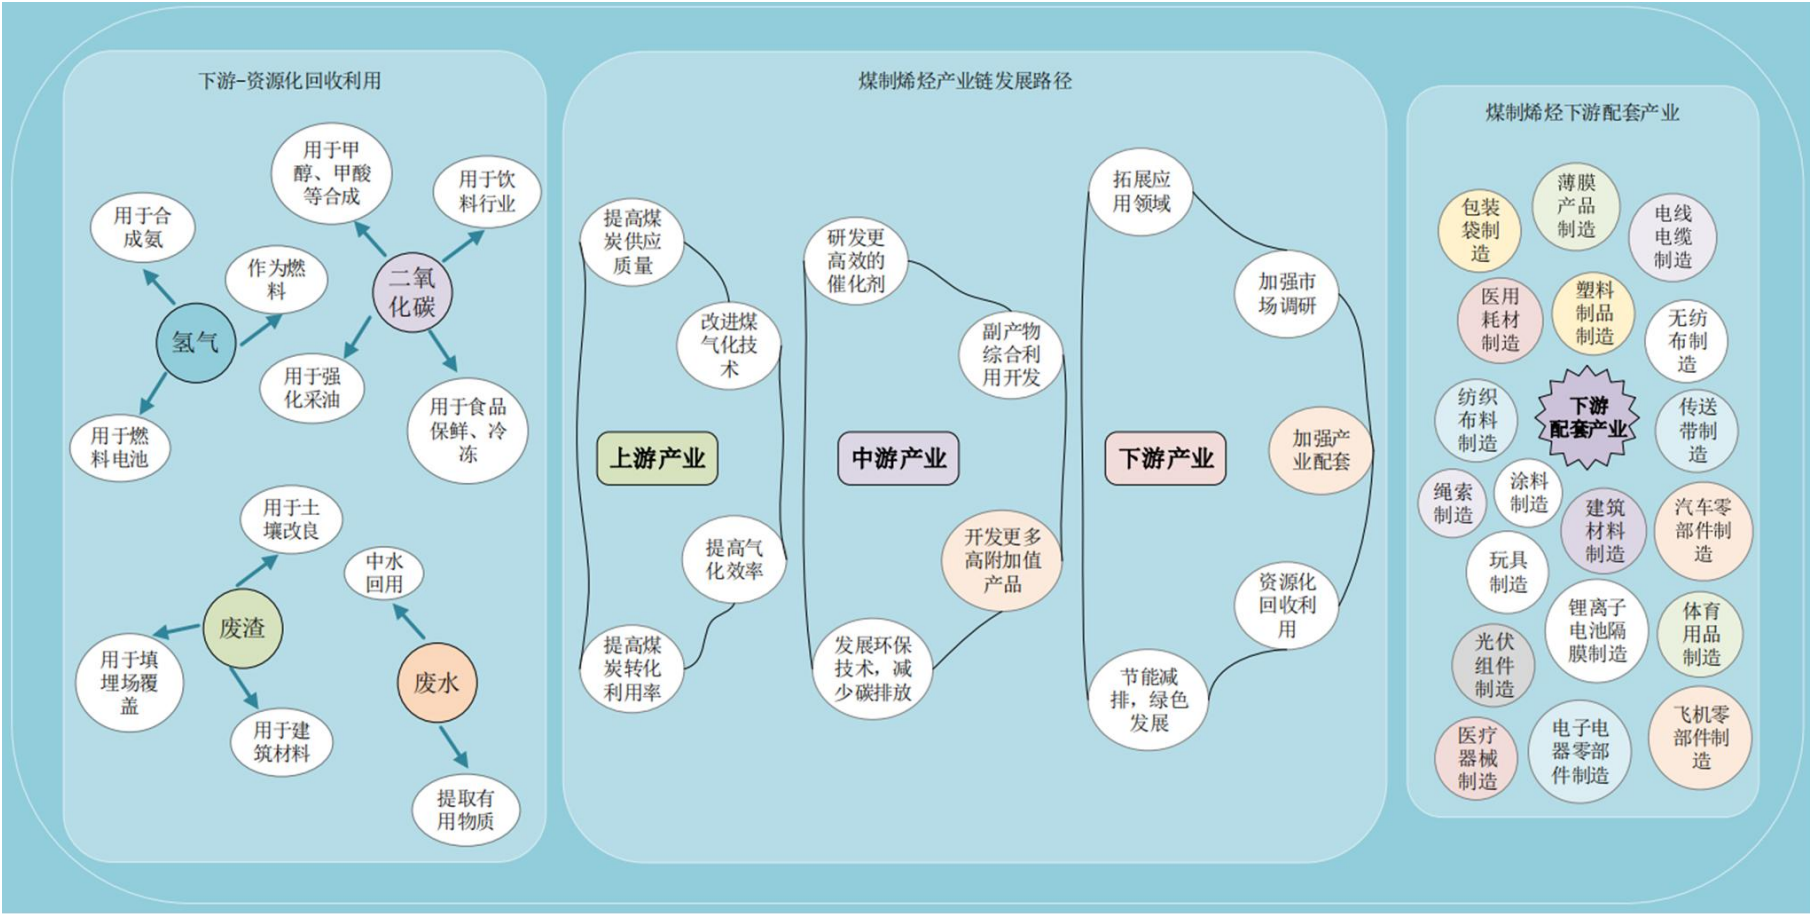 下游-资源化回收利用
用于甲
醇、甲酸
等合成
用于饮
料行业
用于合
成氨
作为燃
料
二氧
化碳
氢气
用于强
化采油
用于食品
保鲜、冷
冻
用于燃
料电池
用于土
壤改良
中水
回用
废渣
用于填
埋场覆
盖
废水
用于建
筑材料
提取有
用物质
煤制烯烃产业链发展路径
提高煤
炭供应
质量
改进煤
气化技
术
上游产业
提高气
化效率
提高煤
炭转化
利用率
研发更
高效的
催化剂
副产物
综合利
用开发
中游产业
开发更多
高附加值
产品
发展环保
技术，减
少碳排放
拓展应
用领域
加强市
场调研
下游产业
加强产
业配套
资源化
回收利
用
节能减
排，绿色
发展
煤制烯烃下游配套产业
包装
袋制
造
薄膜
产品
制造
电线
电缆
制造
医用
耗材
制造
塑料
制品
制造
无纺
布制
造
纺织
布料
制造
下游
配套产业
传送
带制
造
绳索
制造
涂料
制造
建筑
材料
制造
汽车零
部件制
造
玩具
制造
锂离子
电池隔
膜制造
体育
用品
制造
光伏
组件
制造
医疗
器械
制造
电子电
器零部
件制造
飞机零
部件制
造